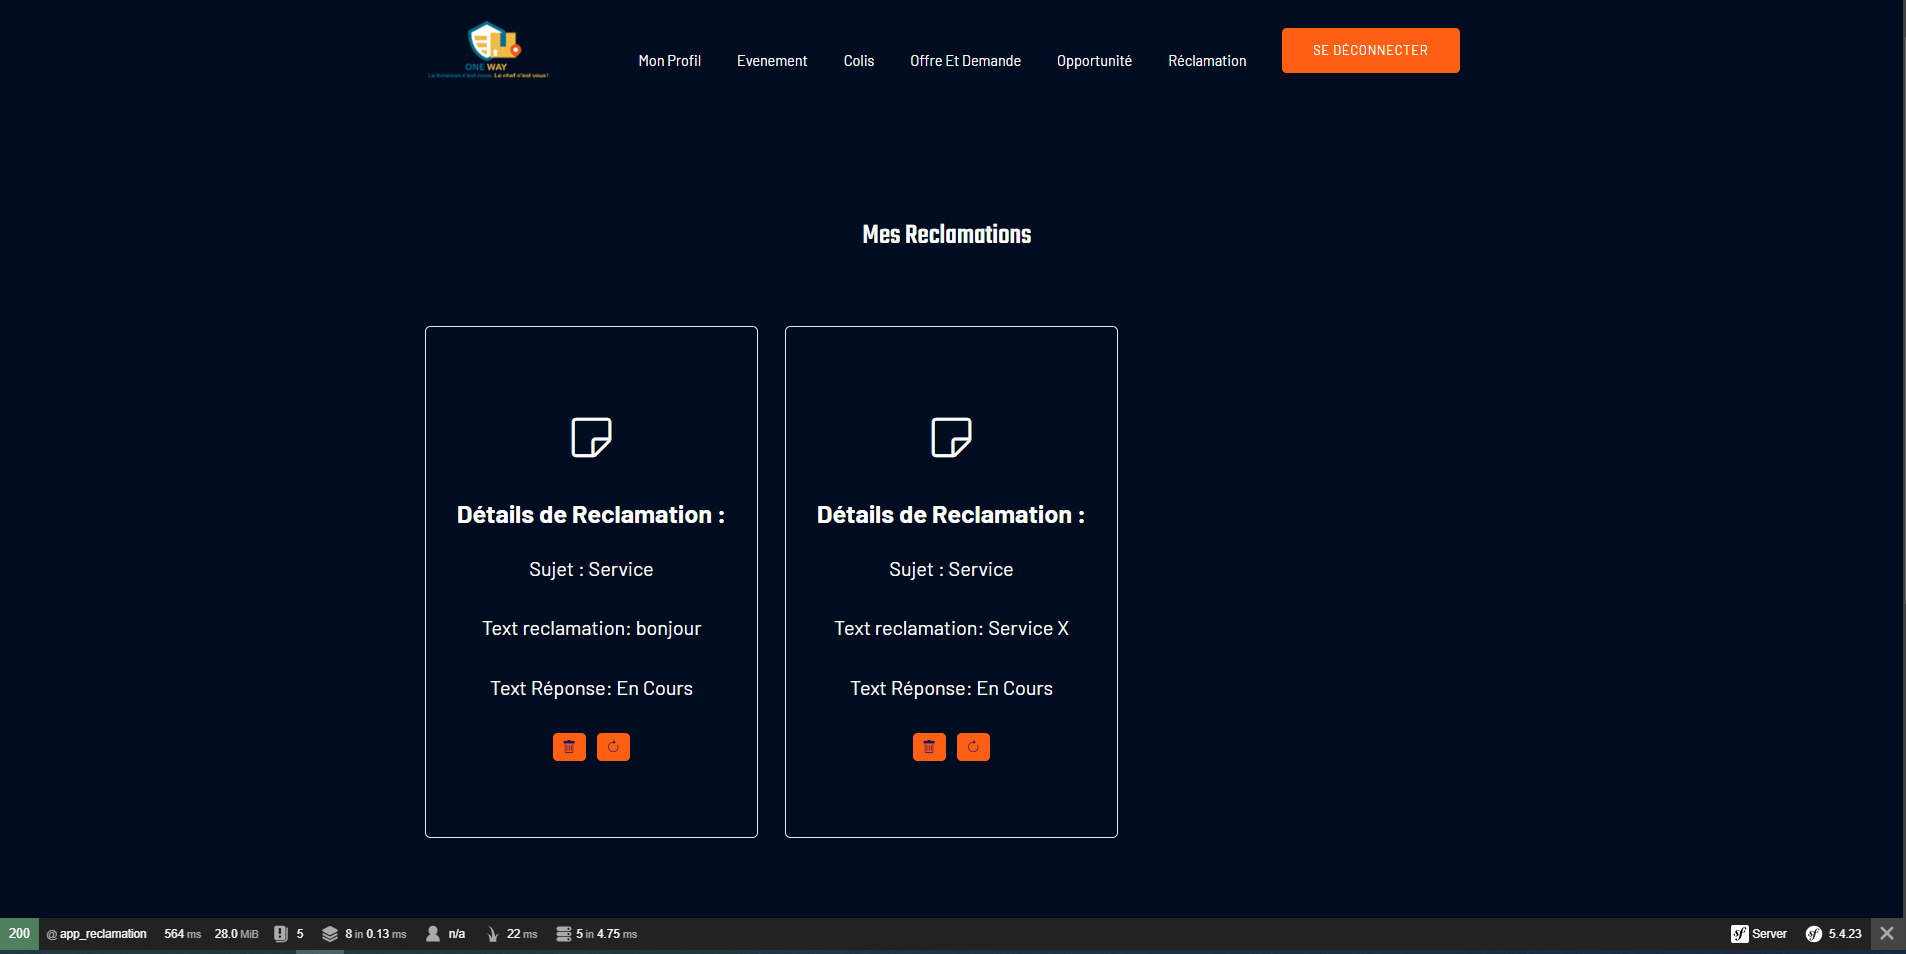 ONE WAY
La livraison c'est nous. Le chef c'est vous!
Mon Profil
Evenement
Colis
Offre Et Demande
Opportunité
Réclamation
SE DÉCONNECTER
Mes Reclamations
Détails de Reclamation :
Sujet : Service
Text reclamation: bonjour
Text Réponse: En Cours
Détails de Reclamation :
Sujet : Service
Text reclamation: Service X
Text Réponse: En Cours
200 @ app_reclamation 564 ms 28.0 MiB 5 8 in 0.13 ms n/a 22 ms 5 in 4.75 ms sf Server sf 5.4.23